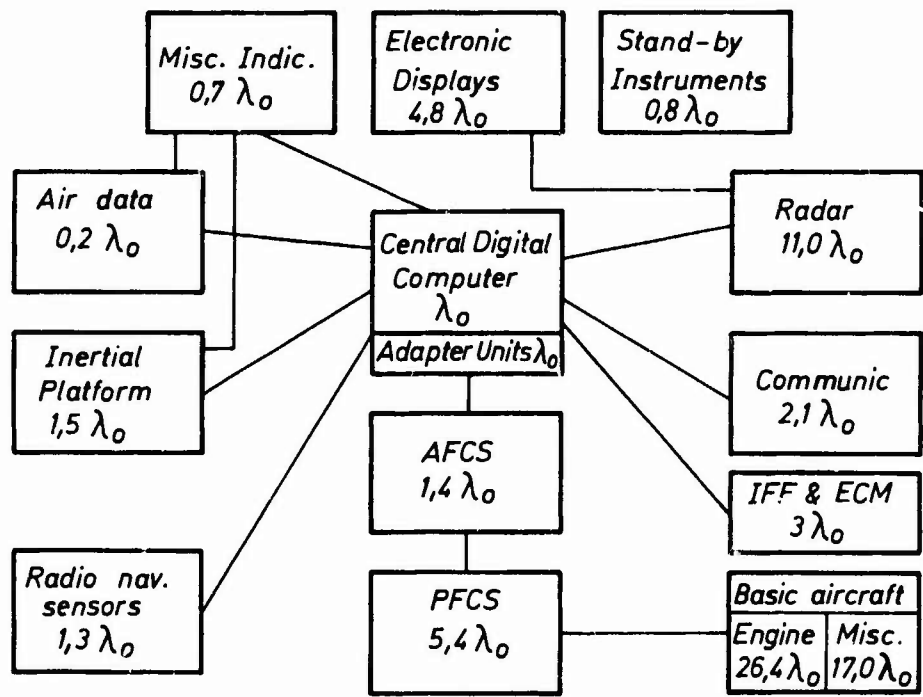 Misc. Indic.
0,7 λo
Electronic
Displays
4,8 λo
Stand-by
Instruments
0,8 λo
Air data
0,2 λo
Central Digital
Computer
λo
Adapter Units λo
Radar
11,0 λo
Inertial
Platform
1,5 λo
Communic
2,1 λo
AFCS
1,4 λo
IFF & ECM
3 λo
Radio nav.
sensors
1,3 λo
PFCS
5,4 λo
Basic aircraft
Engine
26,4 λo
Misc.
17,0 λo